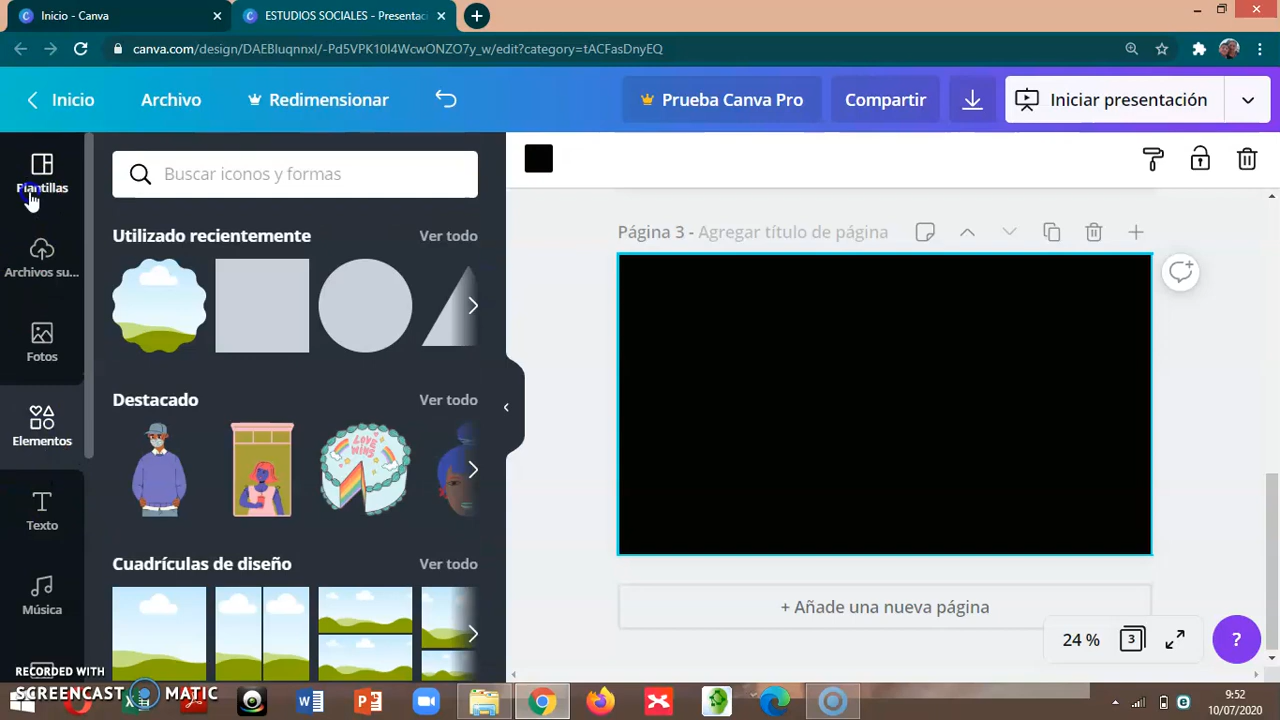 Inicio - Canva
ESTUDIOS SOCIALES - Presentac
canva.com/design/DAEBluqnnxI/-Pd5VPK10I4WcwONZO7y_w/edit?category=tACFasDnyEQ
Inicio
Archivo
Redimensionar
Prueba Canva Pro
Compartir
Iniciar presentación
Plantillas
Archivos su...
Fotos
Elementos
Texto
Música
Buscar iconos y formas
Utilizado recientemente
Ver todo
Destacado
Ver todo
LOVE WINS
Cuadrículas de diseño
Ver todo
Página 3 - Agregar título de página
+ Añade una nueva página
24 %
3
?
RECORDED WITH
SCREENCAST MATIC
9:52
10/07/2020